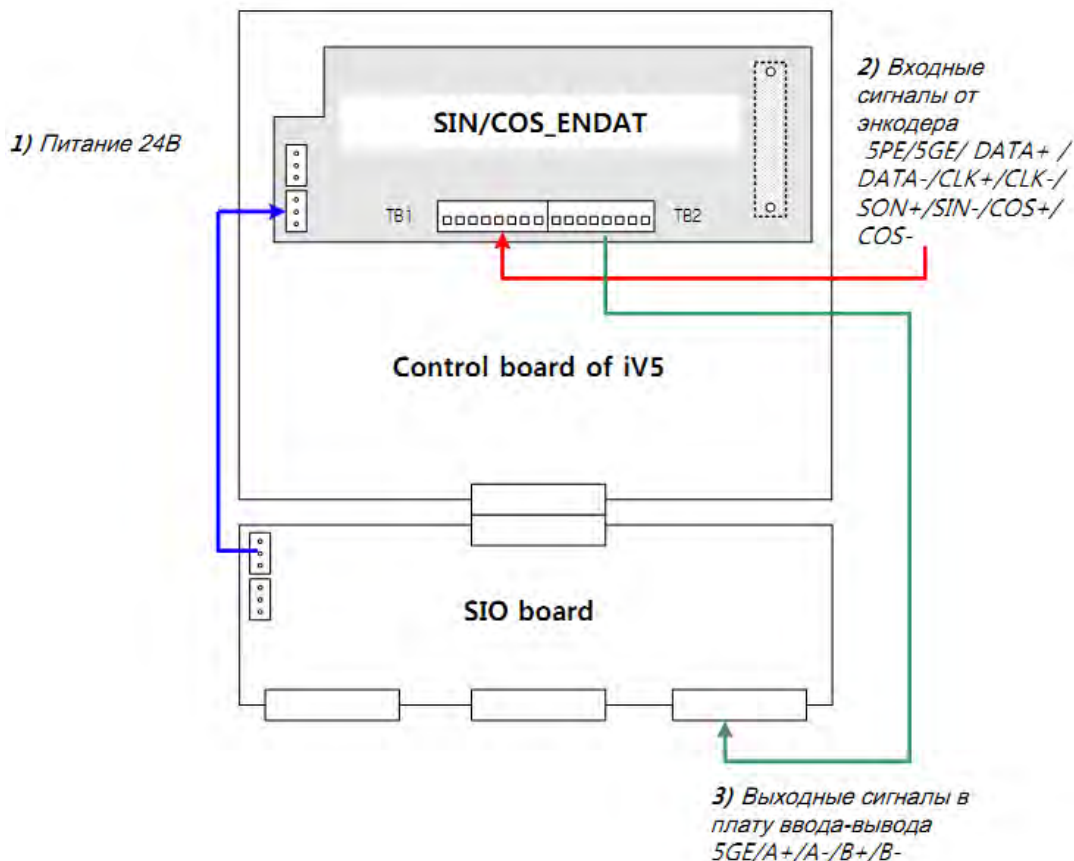 SIN/COS_ENDAT
1) Питание 24В
2) Входные
сигналы от
энкодера
5PE/5GE/ DATA+ /
DATA-/CLK+/CLK-/
SON+/SIN-/COS+/
COS-
TB1
TB2
Control board of iV5
SIO board
3) Выходные сигналы в
плату ввода-вывода
5GE/A+/A-/B+/B-